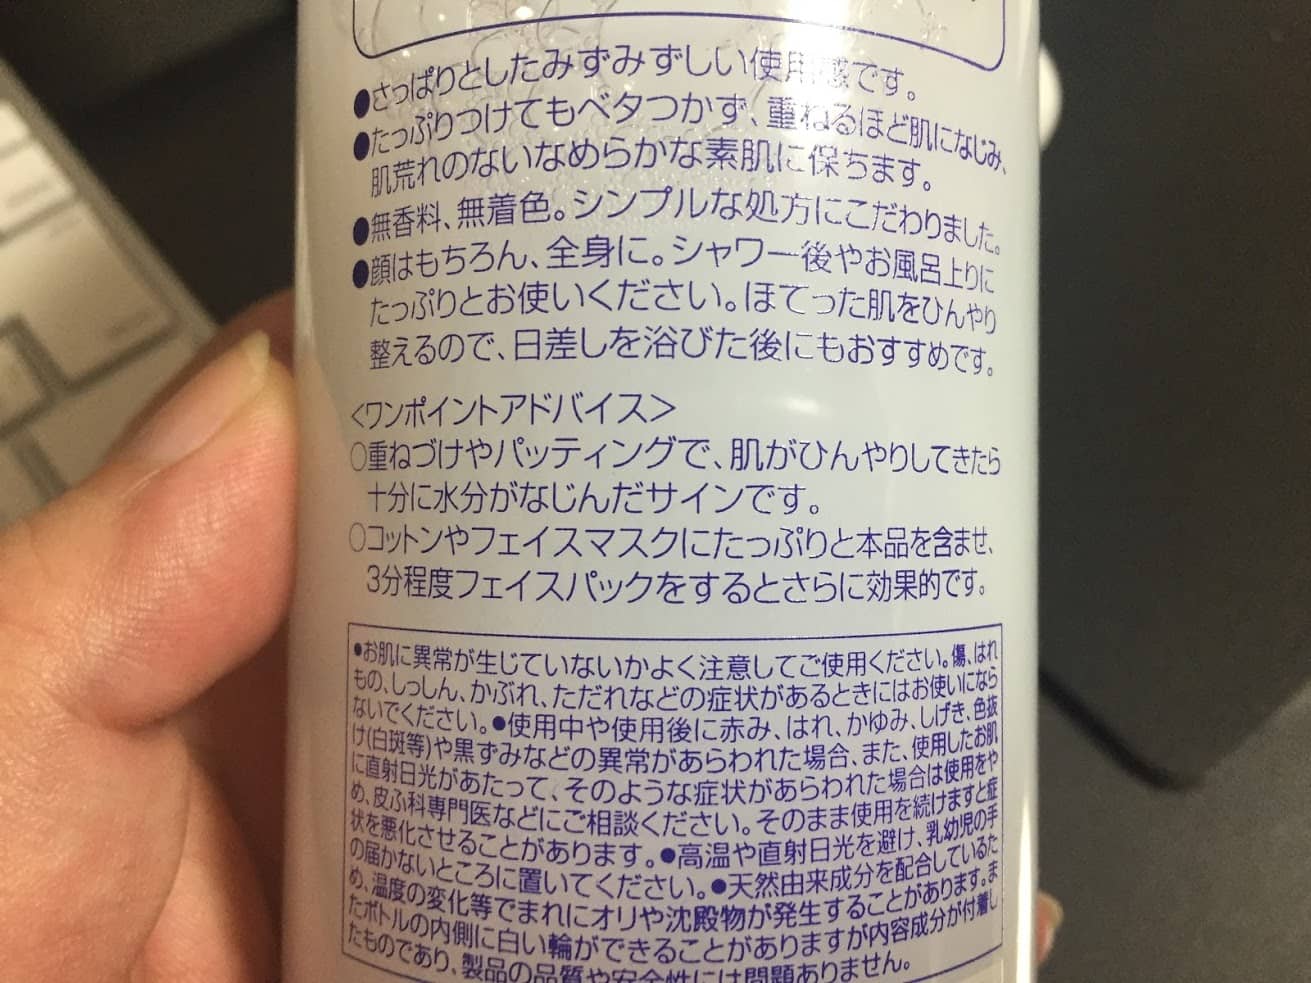 ●さっぱりとしたみずみずしい使用感です。
●たっぷりつけてもベタつかず、重ねるほど肌になじみ、
肌荒れのないなめらかな素肌に保ちます。
●無香料、無着色。シンプルな処方にこだわりました。
●顔はもちろん、全身に。シャワー後やお風呂上りに
たっぷりとお使いください。ほてった肌をひんやり
整えるので、日差しを浴びた後にもおすすめです。
<ワンポイントアドバイス>
○重ねづけやパッティングで、肌がひんやりしてきたら
十分に水分がなじんだサインです。
○コットンやフェイスマスクにたっぷりと本品を含ませ、
3分程度フェイスパックをするとさらに効果的です。
●お肌に異常が生じていないかよく注意してご使用ください。傷、はれ
もの、しっしん、かぶれ、ただれなどの症状があるときにはお使いになら
ないでください。●使用中や使用後に赤み、はれ、かゆみ、しげき、色抜
け(白斑等)や黒ずみなどの異常があらわれた場合、また、使用したお肌
に直射日光があたって、そのような症状があらわれた場合は使用をや
め、皮ふ科専門医などにご相談ください。そのまま使用を続けますと症
状を悪化させることがあります。●高温や直射日光を避け、乳幼児の手
の届かないところに置いてください。●天然由来成分を配合しているた
め、温度の変化等でまれにオリや沈殿物が発生することがあります。ま
たボトルの内側に白い輪ができることがありますが内容成分が付着し
たものであり、製品の品質や安全性には問題ありません。